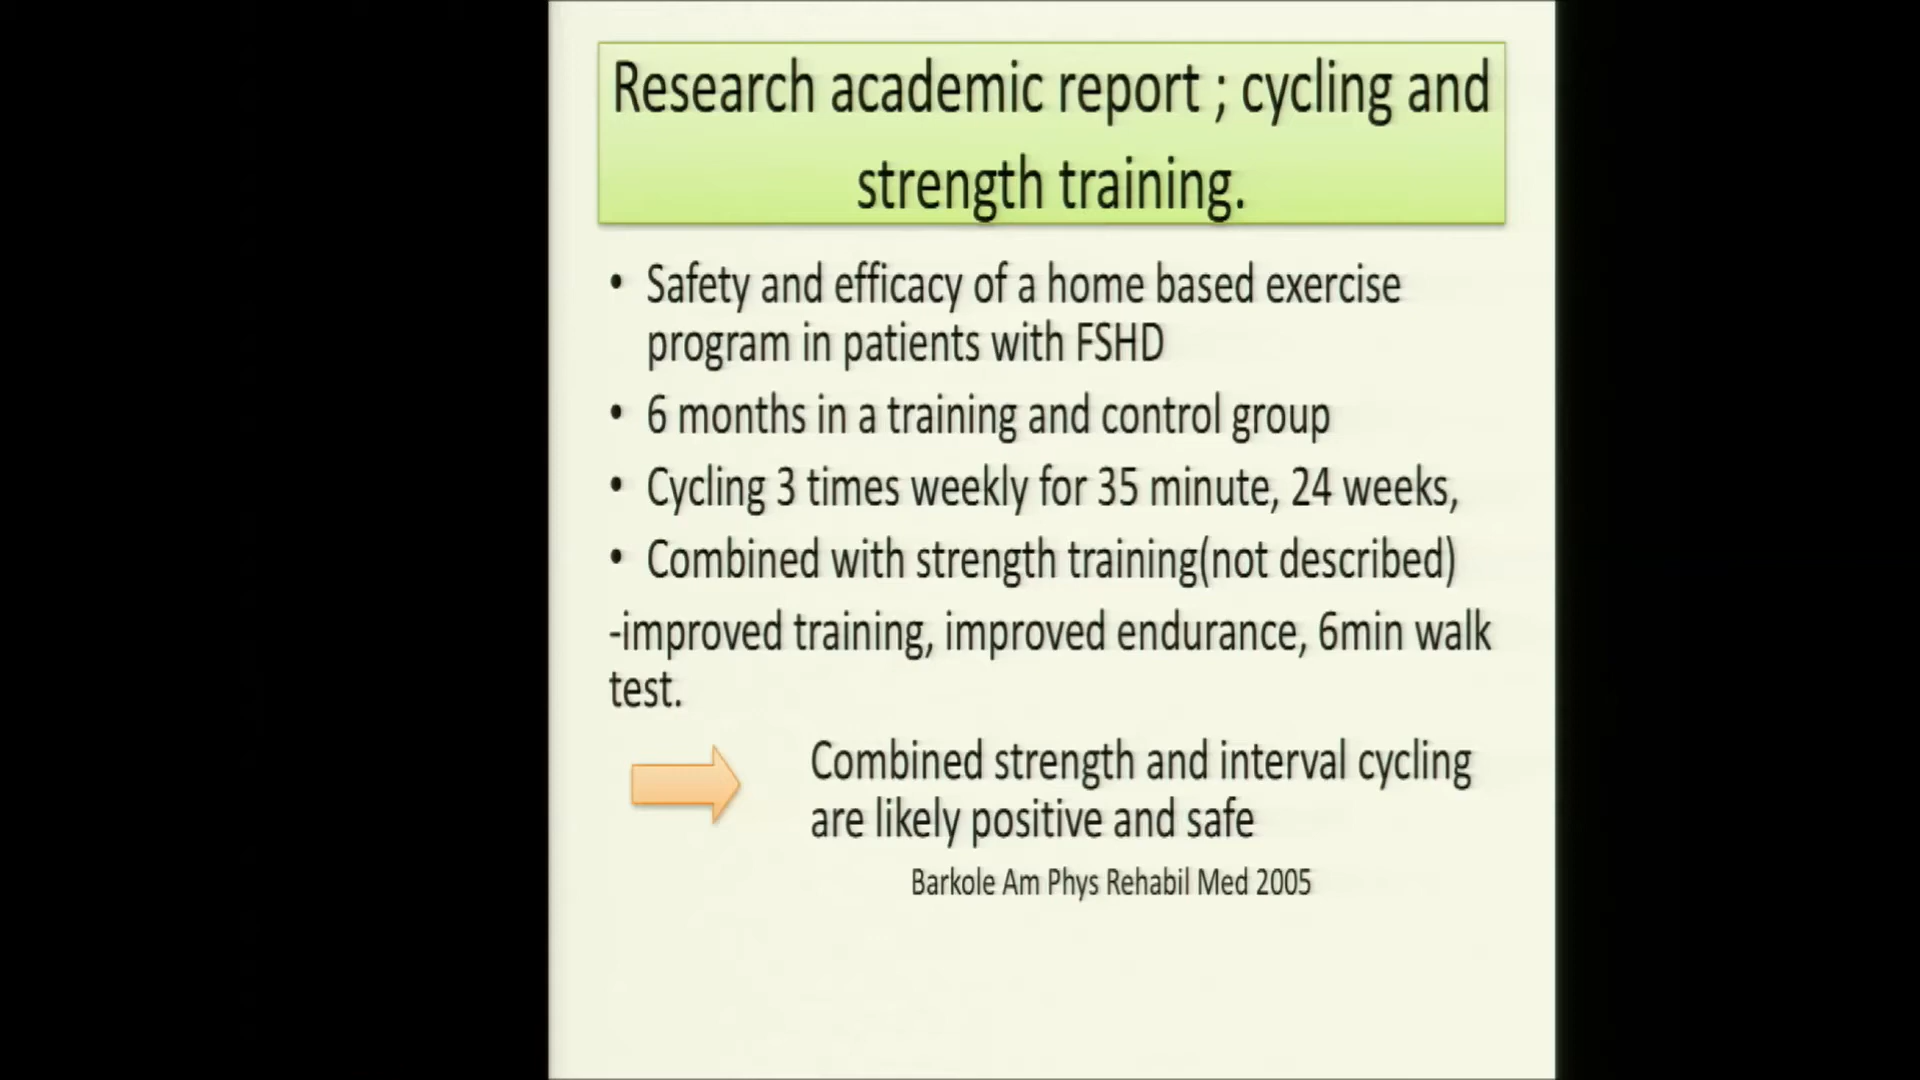 Research academic report ; cycling and
strength training.
• Safety and efficacy of a home based exercise
program in patients with FSHD
• 6 months in a training and control group
• Cycling 3 times weekly for 35 minute, 24 weeks,
• Combined with strength training(not described)
-improved training, improved endurance, 6min walk
test.
Combined strength and interval cycling
are likely positive and safe
Barkole Am Phys Rehabil Med 2005